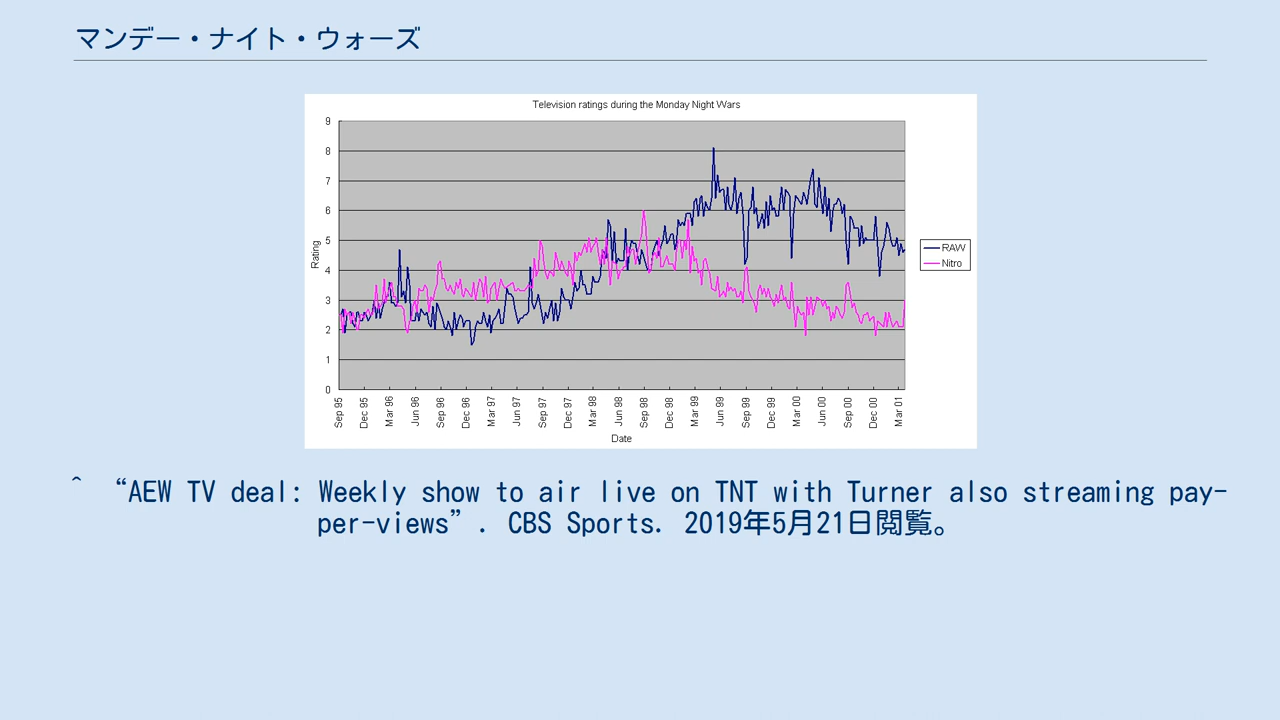 マンデー・ナイト・ウォーズ
Television ratings during the Monday Night Wars
9
8
7
6
5
4
3
2
1
0
Rating
Sep 95
Dec 95
Mar 96
Jun 96
Sep 96
Dec 96
Mar 97
Jun 97
Sep 97
Dec 97
Mar 98
Jun 98
Sep 98
Dec 98
Mar 99
Jun 99
Sep 99
Dec 99
Mar 00
Jun 00
Sep 00
Dec 00
Mar 01
Date
RAW
Nitro
^ “AEW TV deal: Weekly show to air live on TNT with Turner also streaming pay-
per-views”. CBS Sports. 2019年5月21日閲覧。